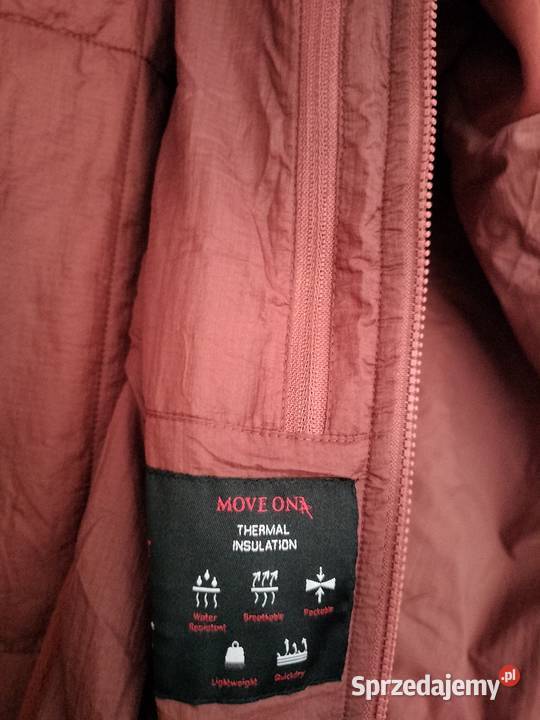 MOVE ON
THERMAL
INSULATION
Water
Resistant
Breathable
Packable
Lightweight
Quickdry
Sprzedajemy.pl